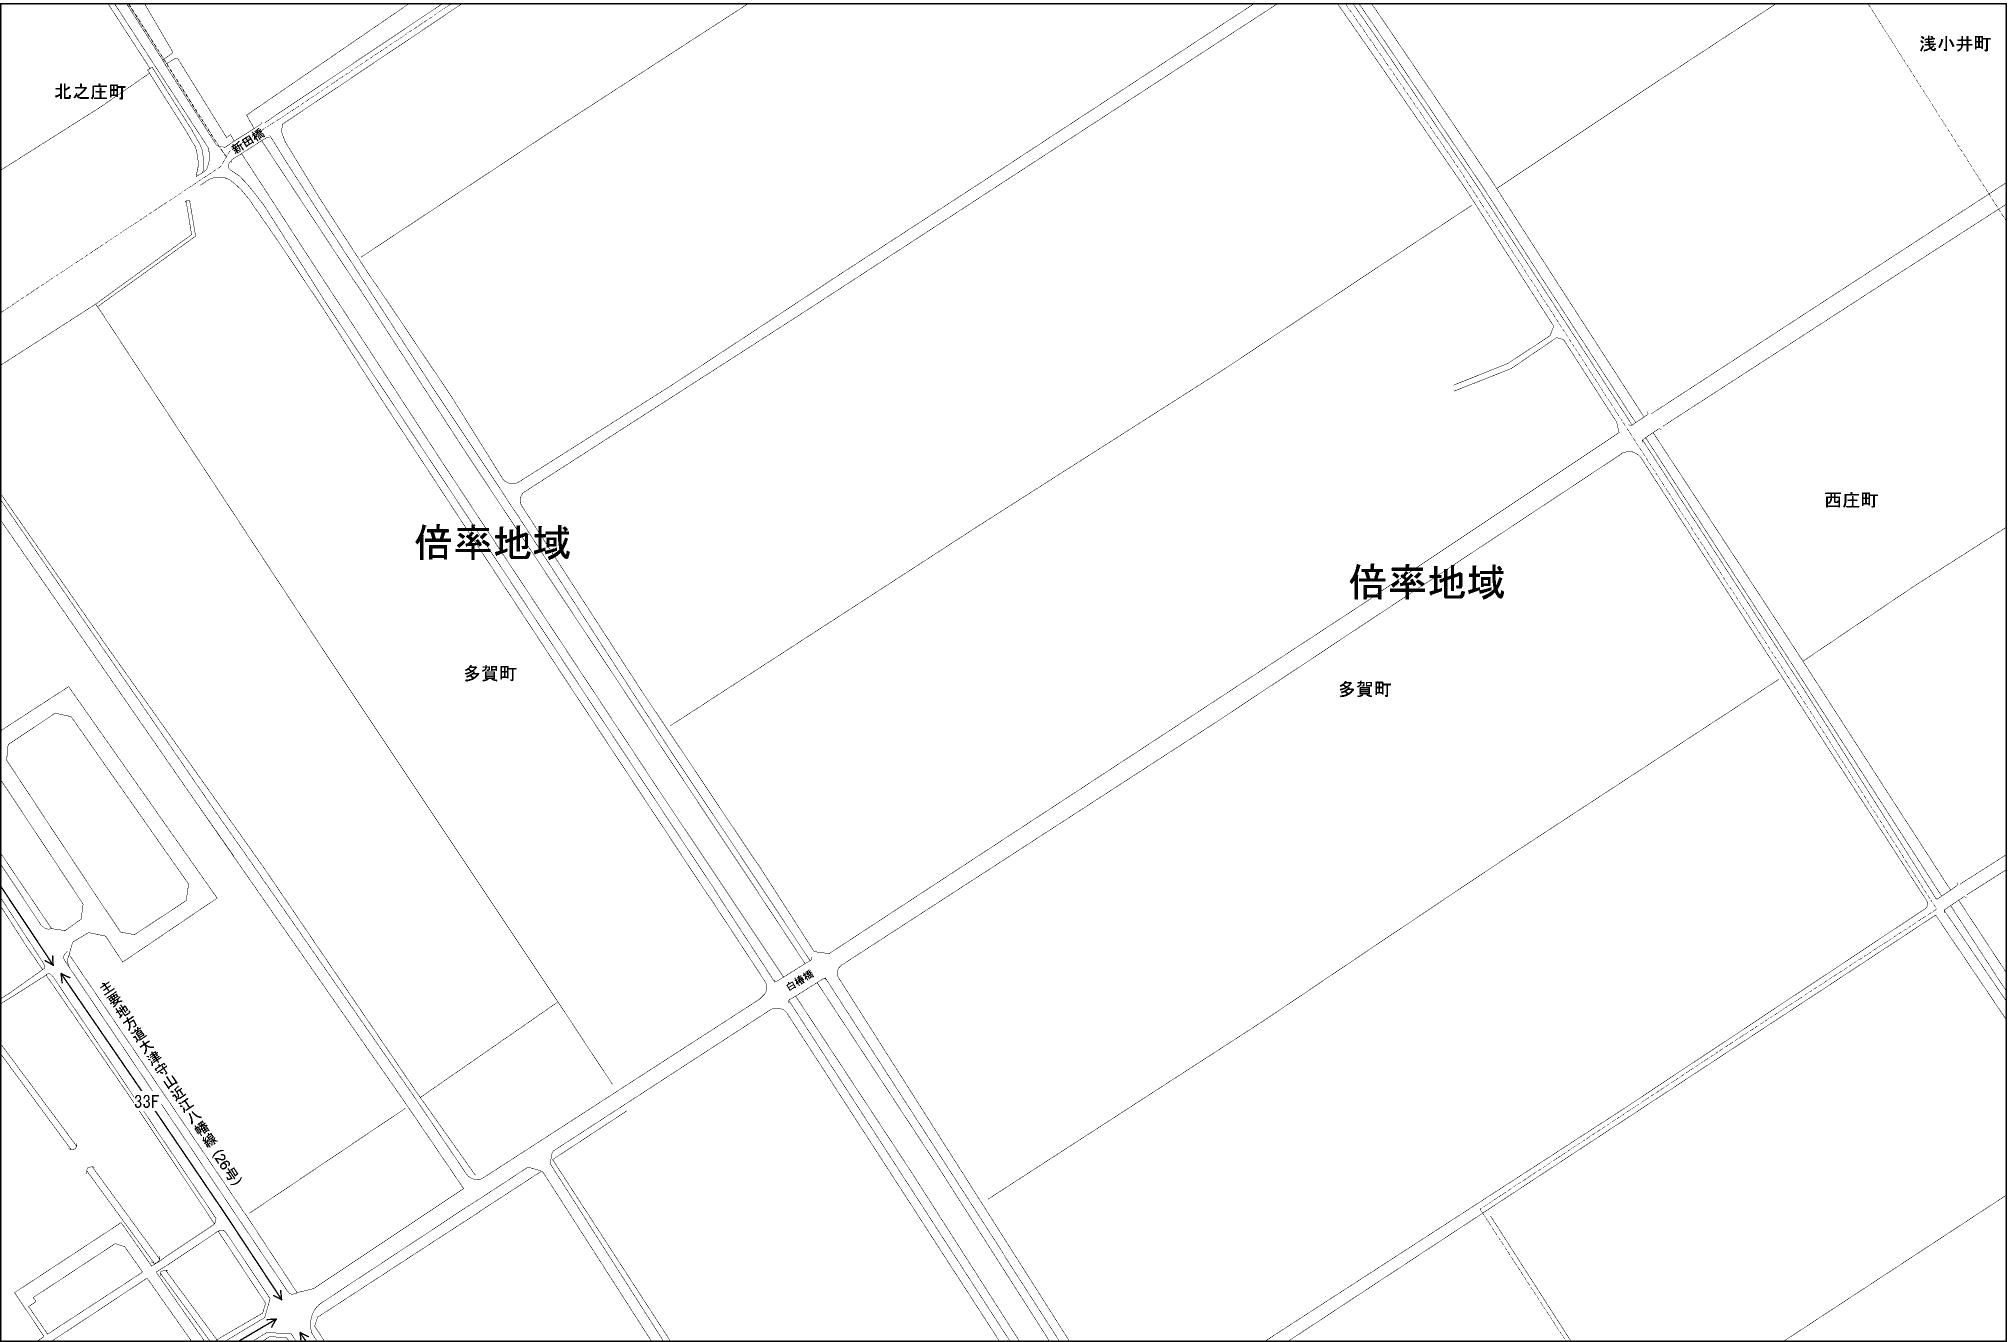 浅小井町
北之庄町
新田橋
西庄町
倍率地域
倍率地域
多賀町
多賀町
白椿橋
主要地方道大津守山近江八幡線(26号)
33F